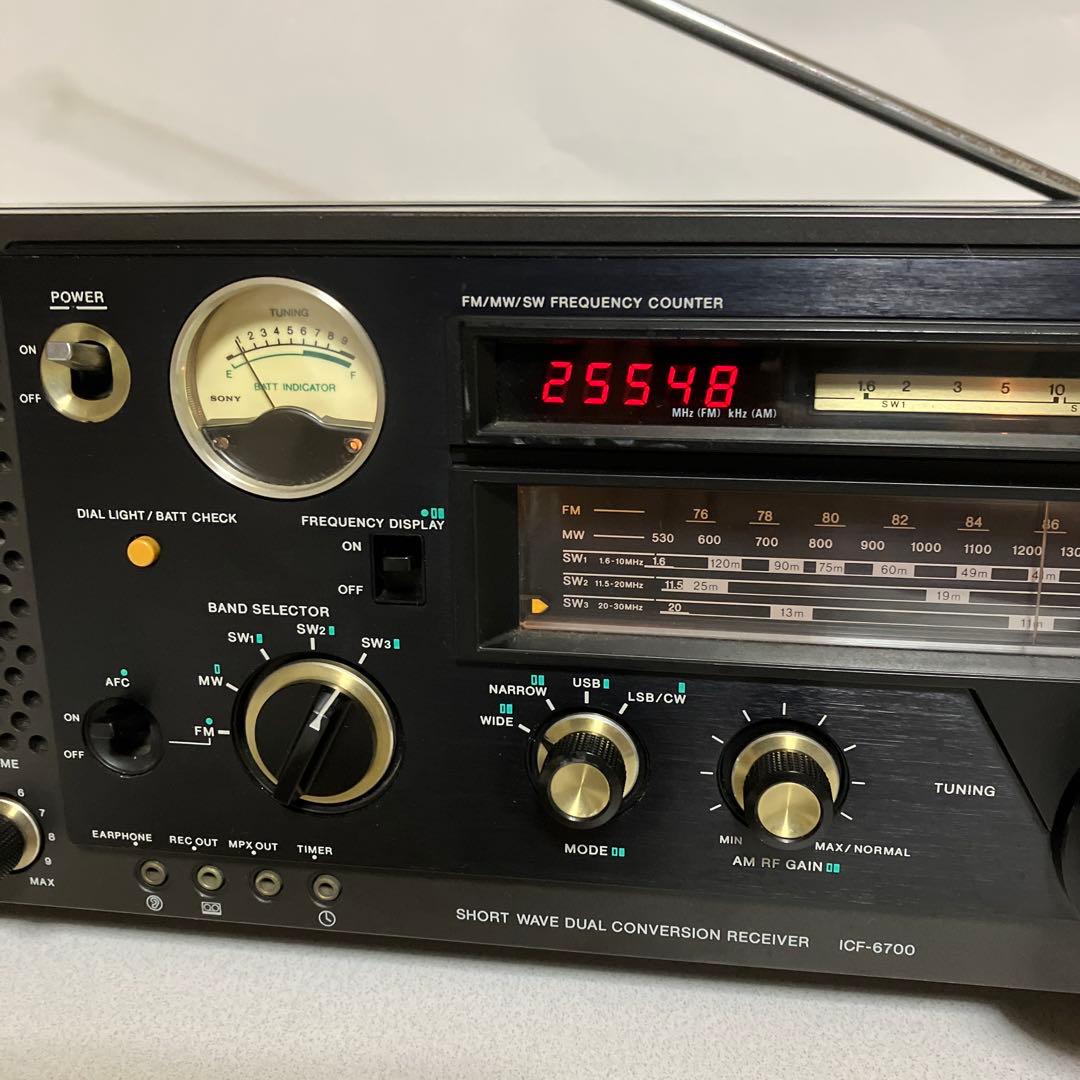 POWER
ON
OFF
TUNING
1 2 3 4 5 6 7 8 9
E F
BATT INDICATOR
SONY
FM/MW/SW FREQUENCY COUNTER
25548
MHz (FM) kHz (AM)
1.6 2 3 5 10
SW1 S
DIAL LIGHT/BATT CHECK
FREQUENCY DISPLAY
ON
OFF
FM 76 78 80 82 84 86
MW 530 600 700 800 900 1000 1100 1200 130
SW1 1.6-10MHz 1.6 120m 90m 75m 60m 49m 41m
SW2 11.5-20MHz 11.5 25m 19m
SW3 20-30MHz 20 13m 11m
BAND SELECTOR
SW1 SW2 SW3
MW
FM
AFC
ON
OFF
WIDE NARROW USB LSB/CW
MODE
MIN MAX/NORMAL
AM RF GAIN
TUNING
ME
6
7
8
9
MAX
EARPHONE REC OUT MPX OUT TIMER
SHORT WAVE DUAL CONVERSION RECEIVER ICF-6700